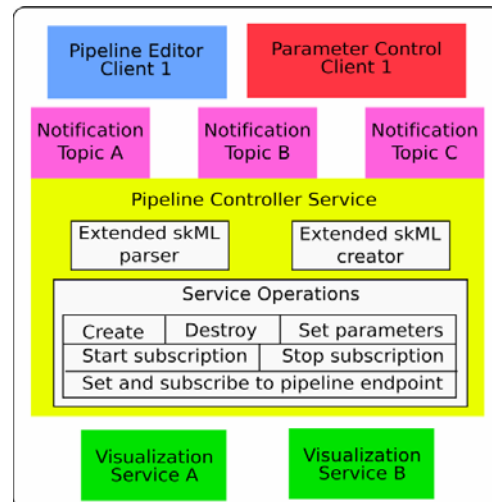 Pipeline Editor
Client 1
Parameter Control
Client 1
Notification
Topic A
Notification
Topic B
Notification
Topic C
Pipeline Controller Service
Extended skML
parser
Extended skML
creator
Service Operations
Create
Destroy
Set parameters
Start subscription
Stop subscription
Set and subscribe to pipeline endpoint
Visualization
Service A
Visualization
Service B